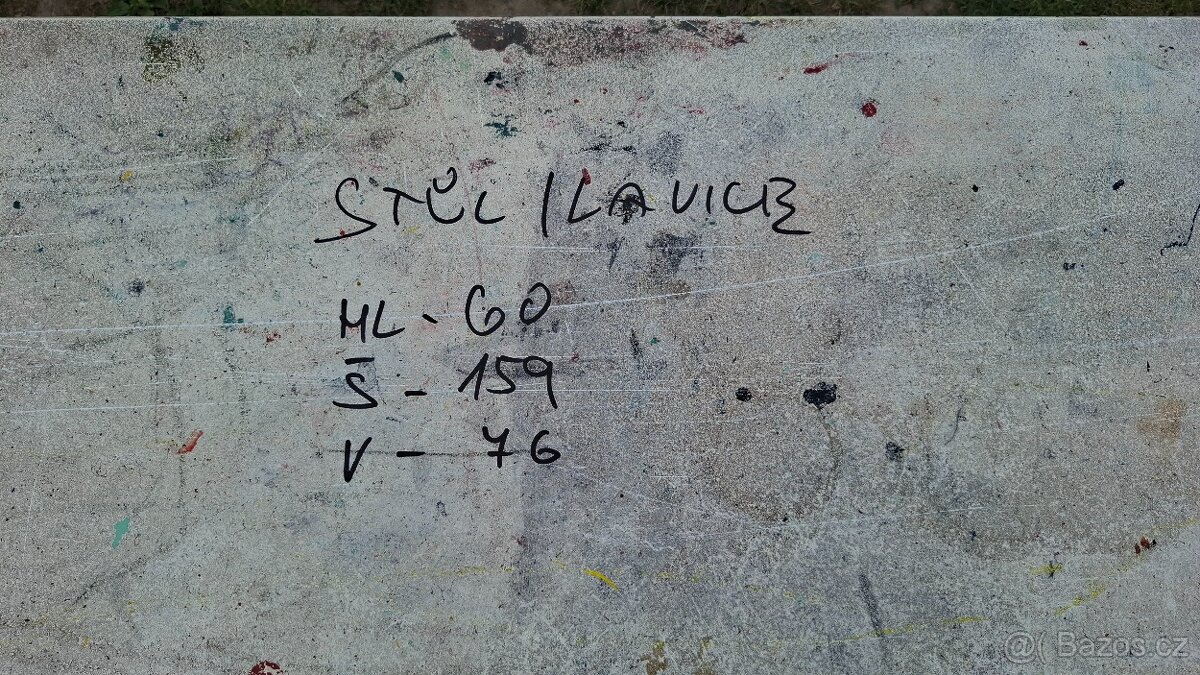 STŮL / LAVICE
HL - 60
Š - 159
V - 76
@( Bazos.cz